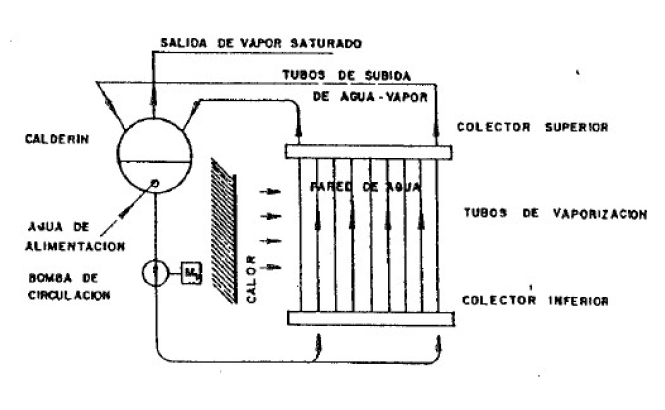 SALIDA DE VAPOR SATURADO
TUBOS DE SUBIDA
DE AGUA-VAPOR
COLECTOR SUPERIOR
CALDERIN
PARED DE AGUA
TUBOS DE VAPORIZACION
AGUA DE
ALIMENTACION
BOMBA DE
CIRCULACION
M
CALOR
COLECTOR INFERIOR